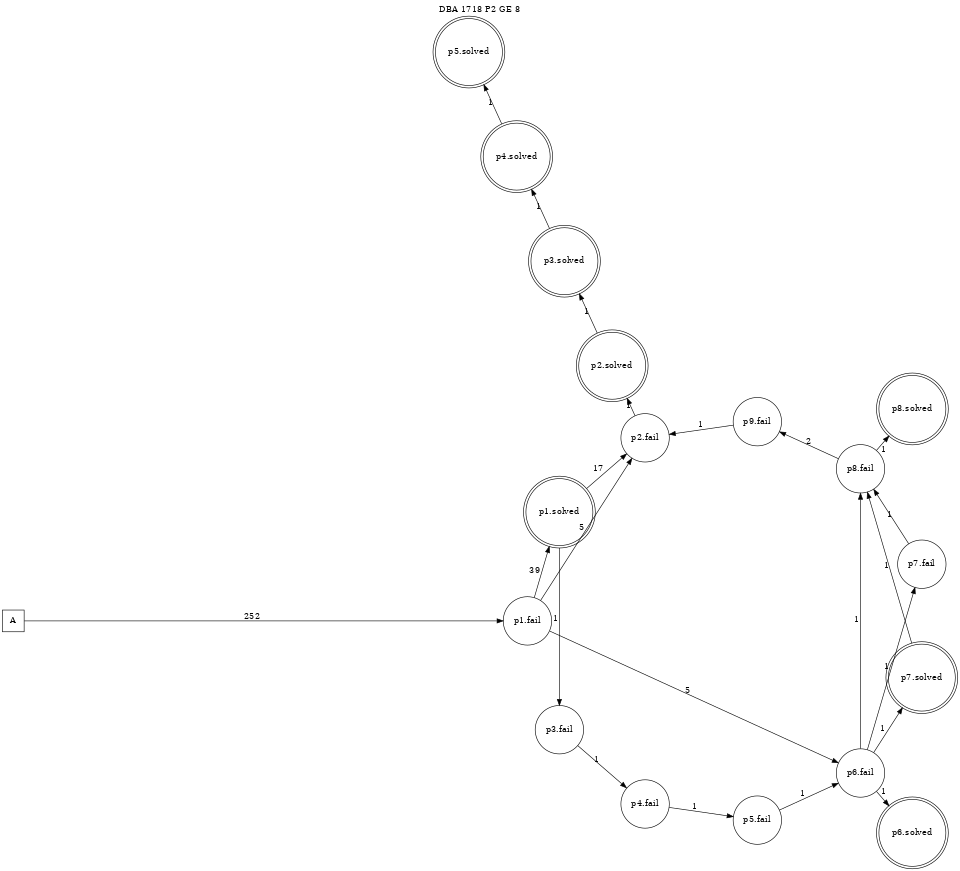 DBA 1718 P2 GE 8
p5.solved
1
p4.solved
1
p3.solved
1
p2.solved
1
p2.fail
1
p9.fail
2
p8.solved
1
p8.fail
17
p1.solved
5
1
39
1
p7.fail
1
A
252
p1.fail
1
1
p7.solved
5
1
p3.fail
1
p6.fail
1
1
p4.fail
1
p5.fail
1
p6.solved